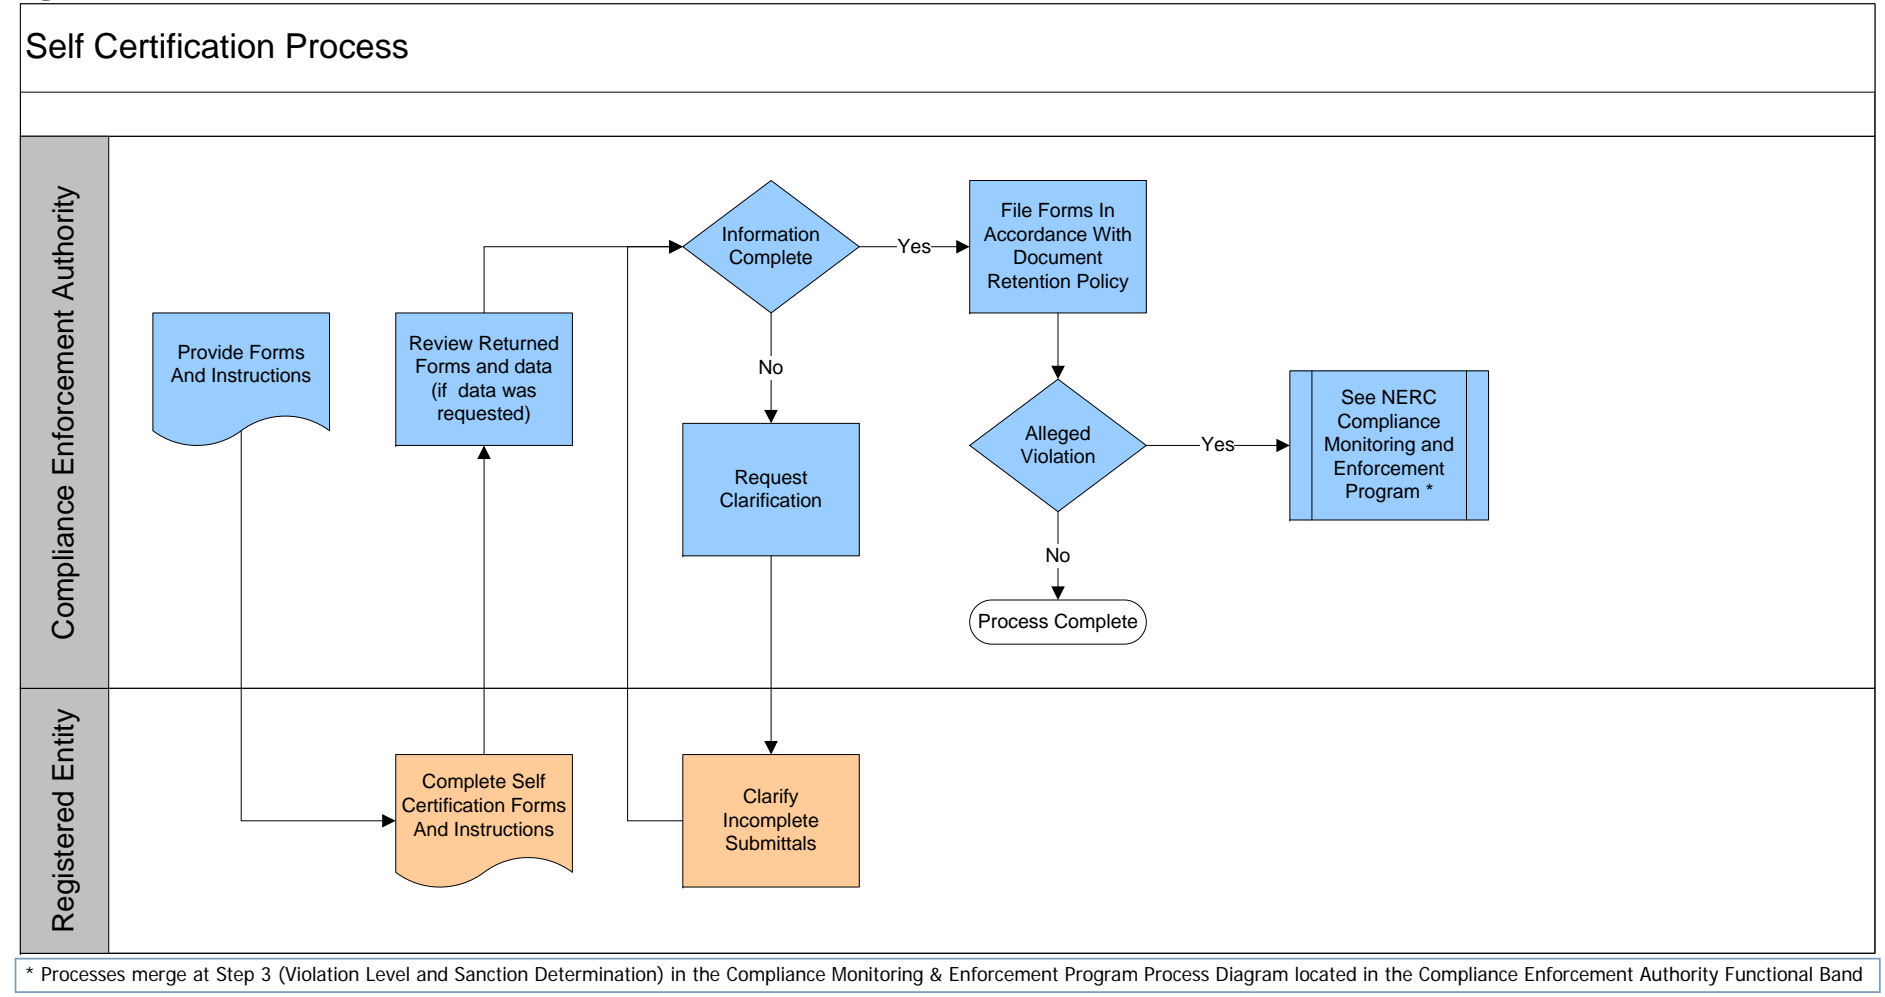 Self Certification Process
Compliance Enforcement Authority
Provide Forms
And Instructions
Review Returned
Forms and data
(if data was
requested)
Information
Complete
Yes
No
Request
Clarification
File Forms In
Accordance With
Document
Retention Policy
Alleged
Violation
Yes
No
Process Complete
See NERC
Compliance
Monitoring and
Enforcement
Program *
Registered Entity
Complete Self
Certification Forms
And Instructions
Clarify
Incomplete
Submittals
* Processes merge at Step 3 (Violation Level and Sanction Determination) in the Compliance Monitoring & Enforcement Program Process Diagram located in the Compliance Enforcement Authority Functional Band